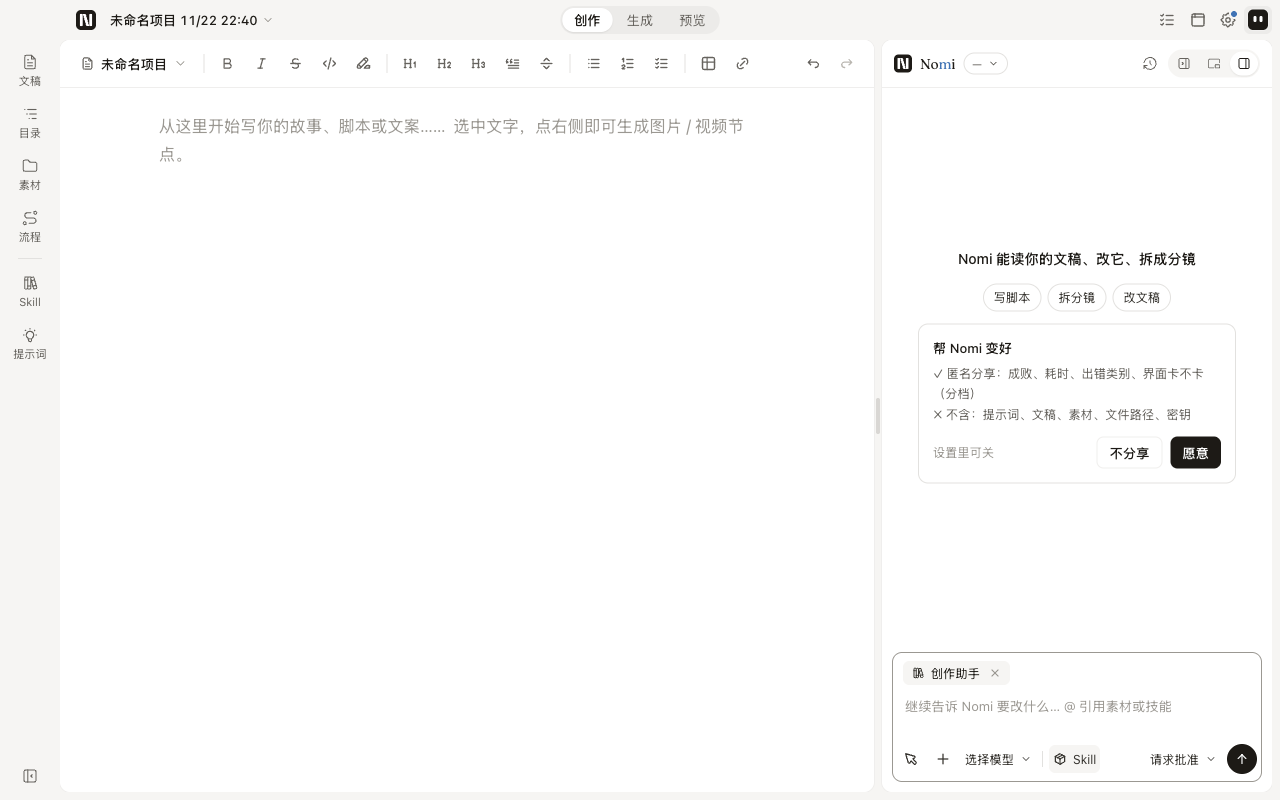 未命名项目 11/22 22:40
创作
生成
预览
文稿
目录
素材
流程
Skill
提示词
未命名项目
B
I
S
H1
H2
H3
从这里开始写你的故事、脚本或文案…… 选中文字，点右侧即可生成图片 / 视频节
点。
Nomi
—
Nomi 能读你的文稿、改它、拆成分镜
写脚本
拆分镜
改文稿
帮 Nomi 变好
✓ 匿名分享：成败、耗时、出错类别、界面卡不卡
（分档）
✕ 不含：提示词、文稿、素材、文件路径、密钥
设置里可关
不分享
愿意
创作助手
继续告诉 Nomi 要改什么… @ 引用素材或技能
选择模型
Skill
请求批准